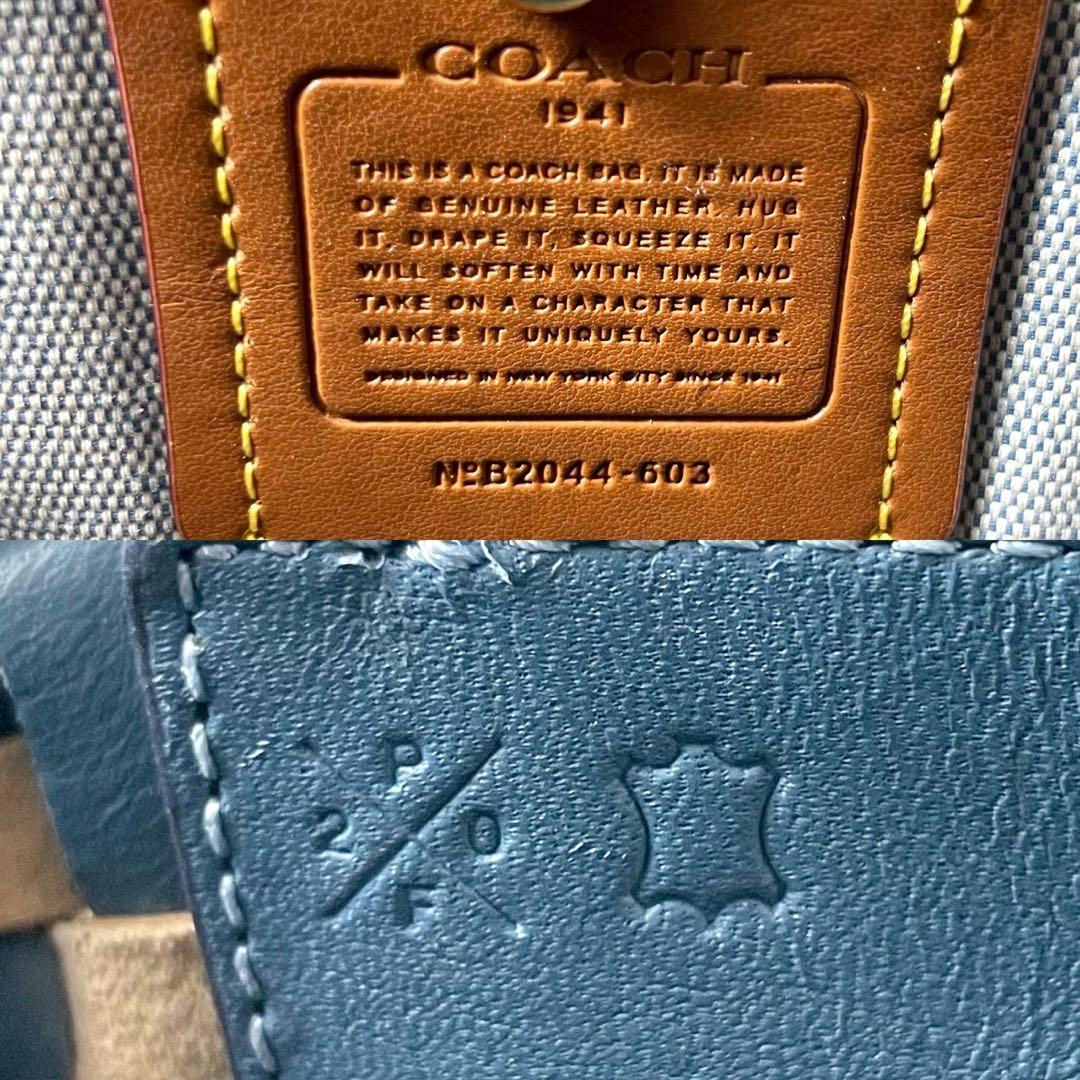 COACH
1941
THIS IS A COACH BAG. IT IS MADE
OF GENUINE LEATHER. HUG
IT, DRAPE IT, SQUEEZE IT. IT
WILL SOFTEN WITH TIME AND
TAKE ON A CHARACTER THAT
MAKES IT UNIQUELY YOURS.
DESIGNED IN NEW YORK CITY SINCE 1941
NºB2044-603
P
2 0
F